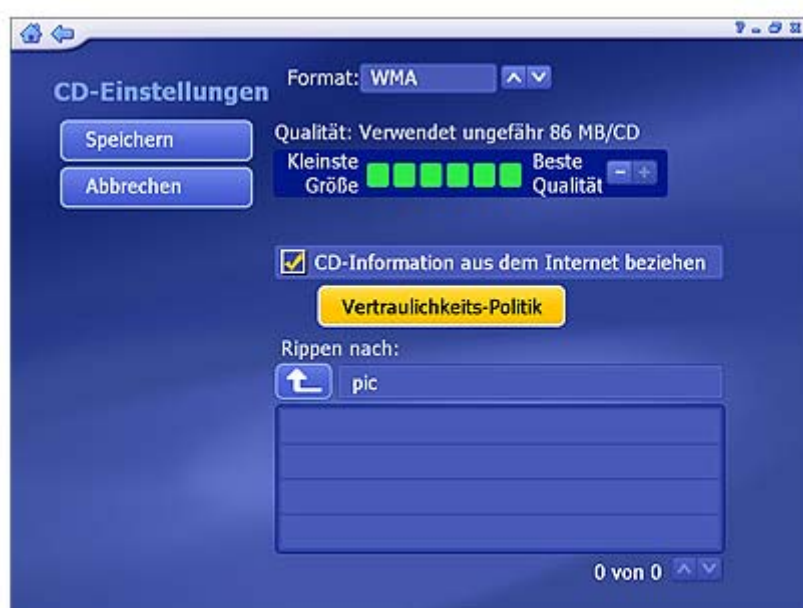 CD-Einstellungen
Speichern
Abbrechen
Format: WMA
Qualität: Verwendet ungefähr 86 MB/CD
Kleinste Größe
Beste Qualität
CD-Information aus dem Internet beziehen
Vertraulichkeits-Politik
Rippen nach:
pic
0 von 0